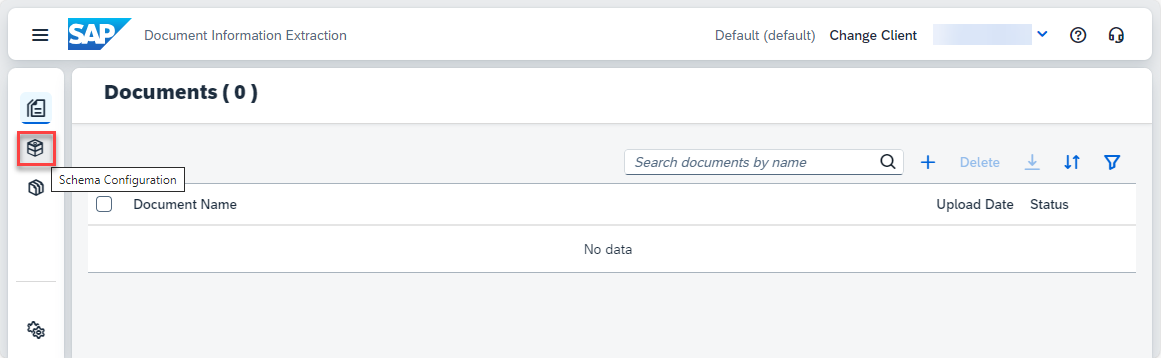 SAP Document Information Extraction Default (default) Change Client
Documents ( 0 )
Search documents by name Delete
Schema Configuration
Document Name Upload Date Status
No data